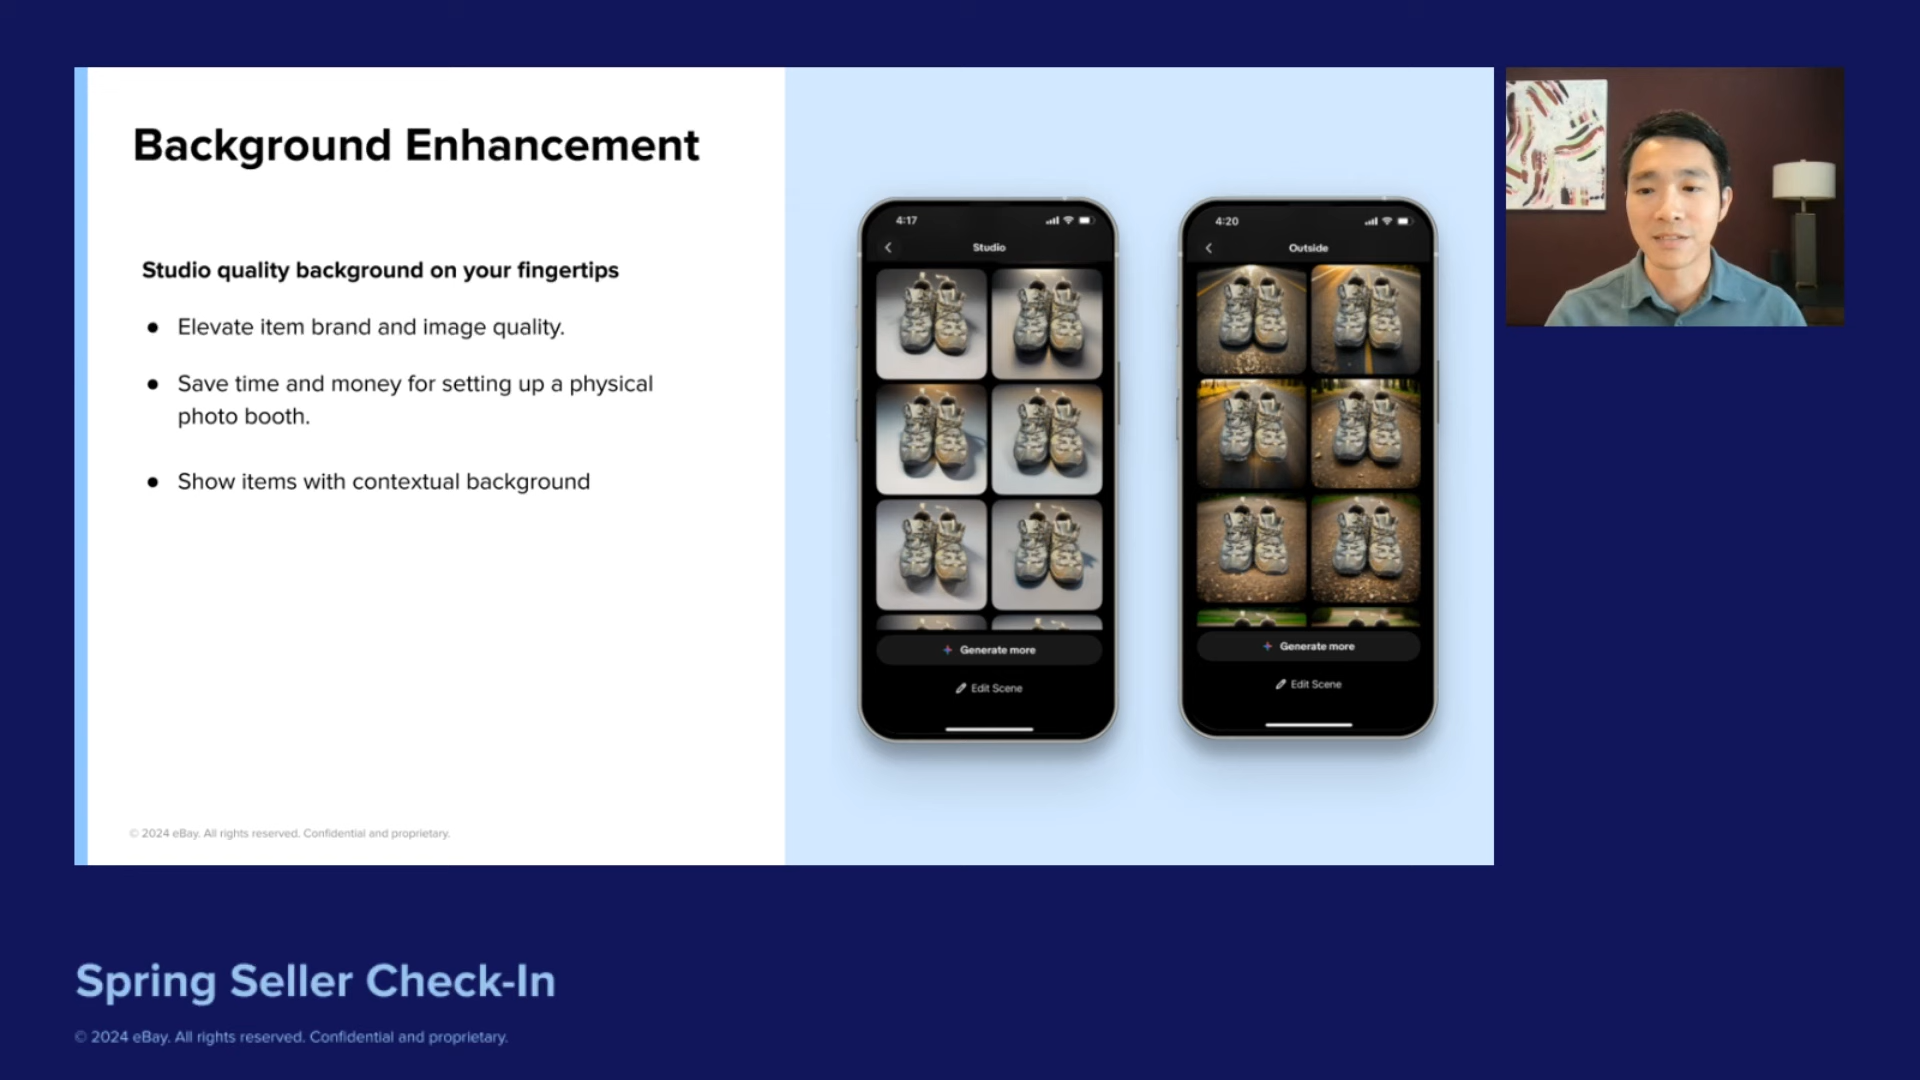 Background Enhancement
Studio quality background on your fingertips
● Elevate item brand and image quality.
● Save time and money for setting up a physical
photo booth.
● Show items with contextual background
© 2024 eBay. All rights reserved. Confidential and proprietary.
4:17
Studio
Generate more
Edit Scene
4:20
Outside
Generate more
Edit Scene
Spring Seller Check-In
© 2024 eBay. All rights reserved. Confidential and proprietary.